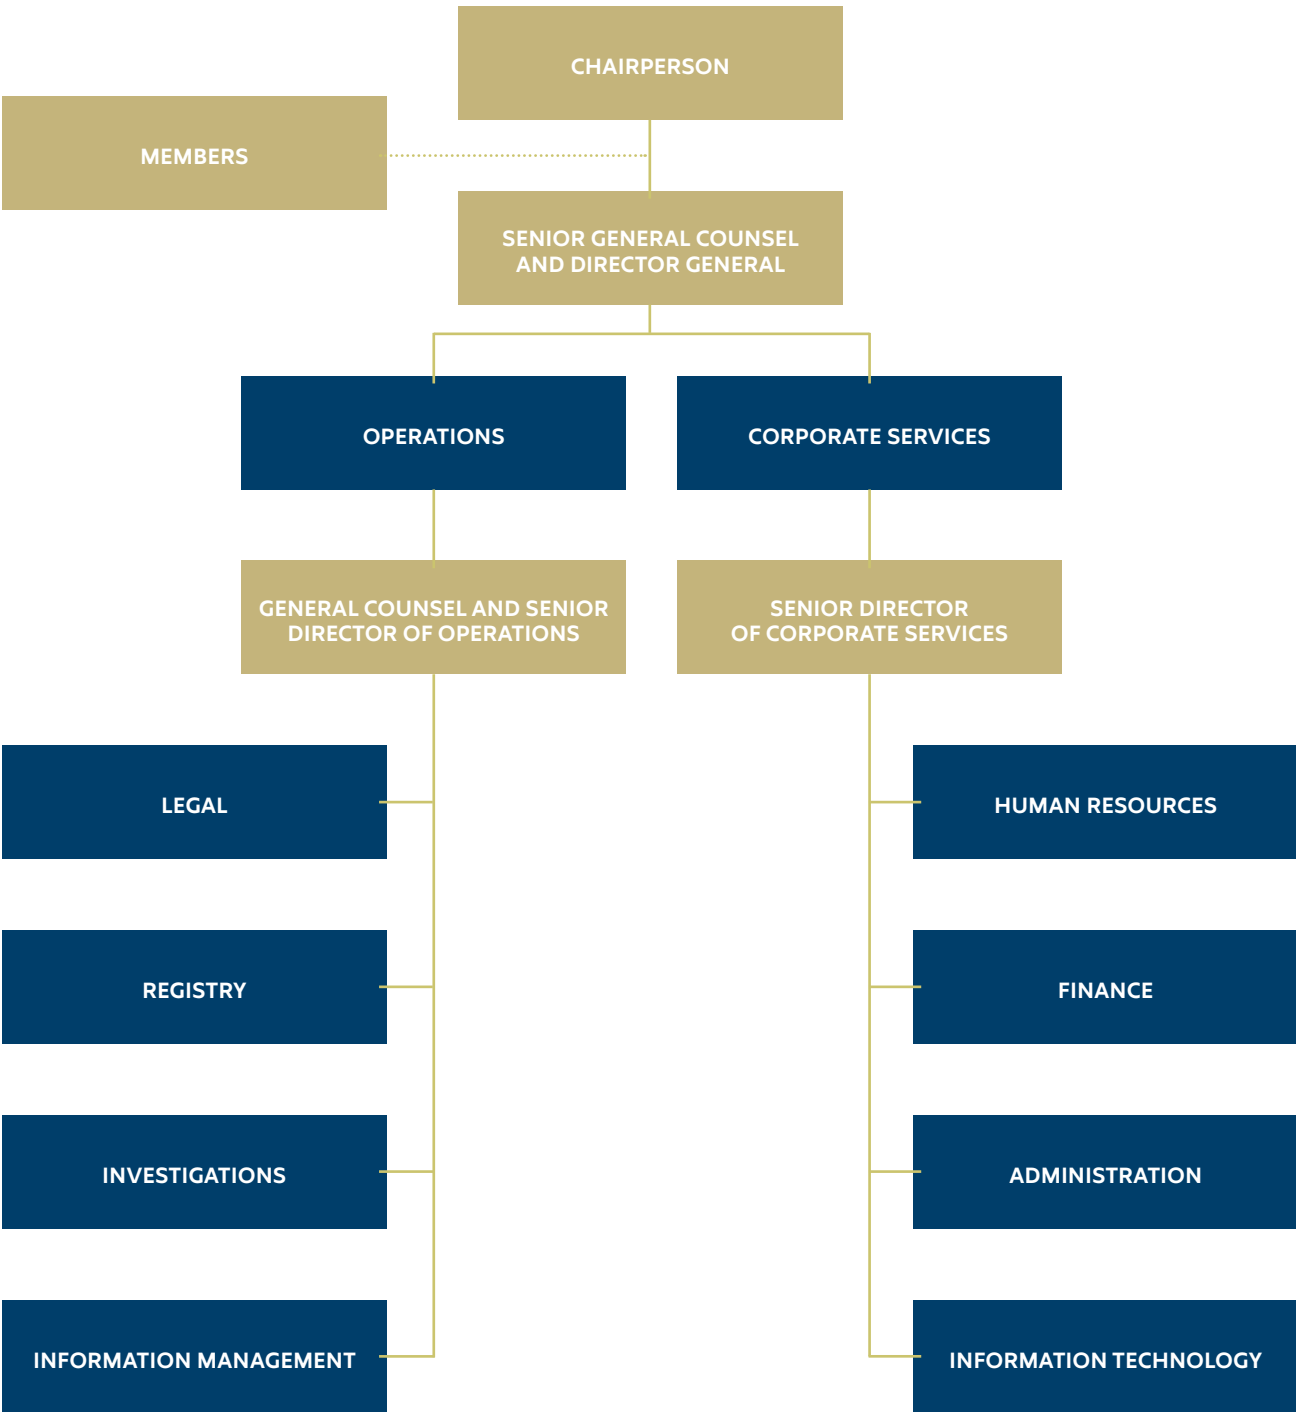 CHAIRPERSON
MEMBERS
SENIOR GENERAL COUNSEL
AND DIRECTOR GENERAL
OPERATIONS
CORPORATE SERVICES
GENERAL COUNSEL AND SENIOR
DIRECTOR OF OPERATIONS
SENIOR DIRECTOR
OF CORPORATE SERVICES
LEGAL
HUMAN RESOURCES
REGISTRY
FINANCE
INVESTIGATIONS
ADMINISTRATION
INFORMATION MANAGEMENT
INFORMATION TECHNOLOGY